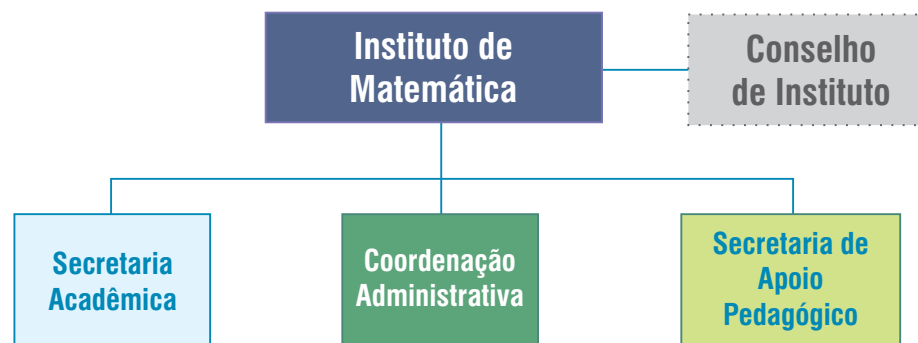 Instituto de
Matemática
Conselho
de Instituto
Secretaria
Acadêmica
Coordenação
Administrativa
Secretaria de
Apoio
Pedagógico